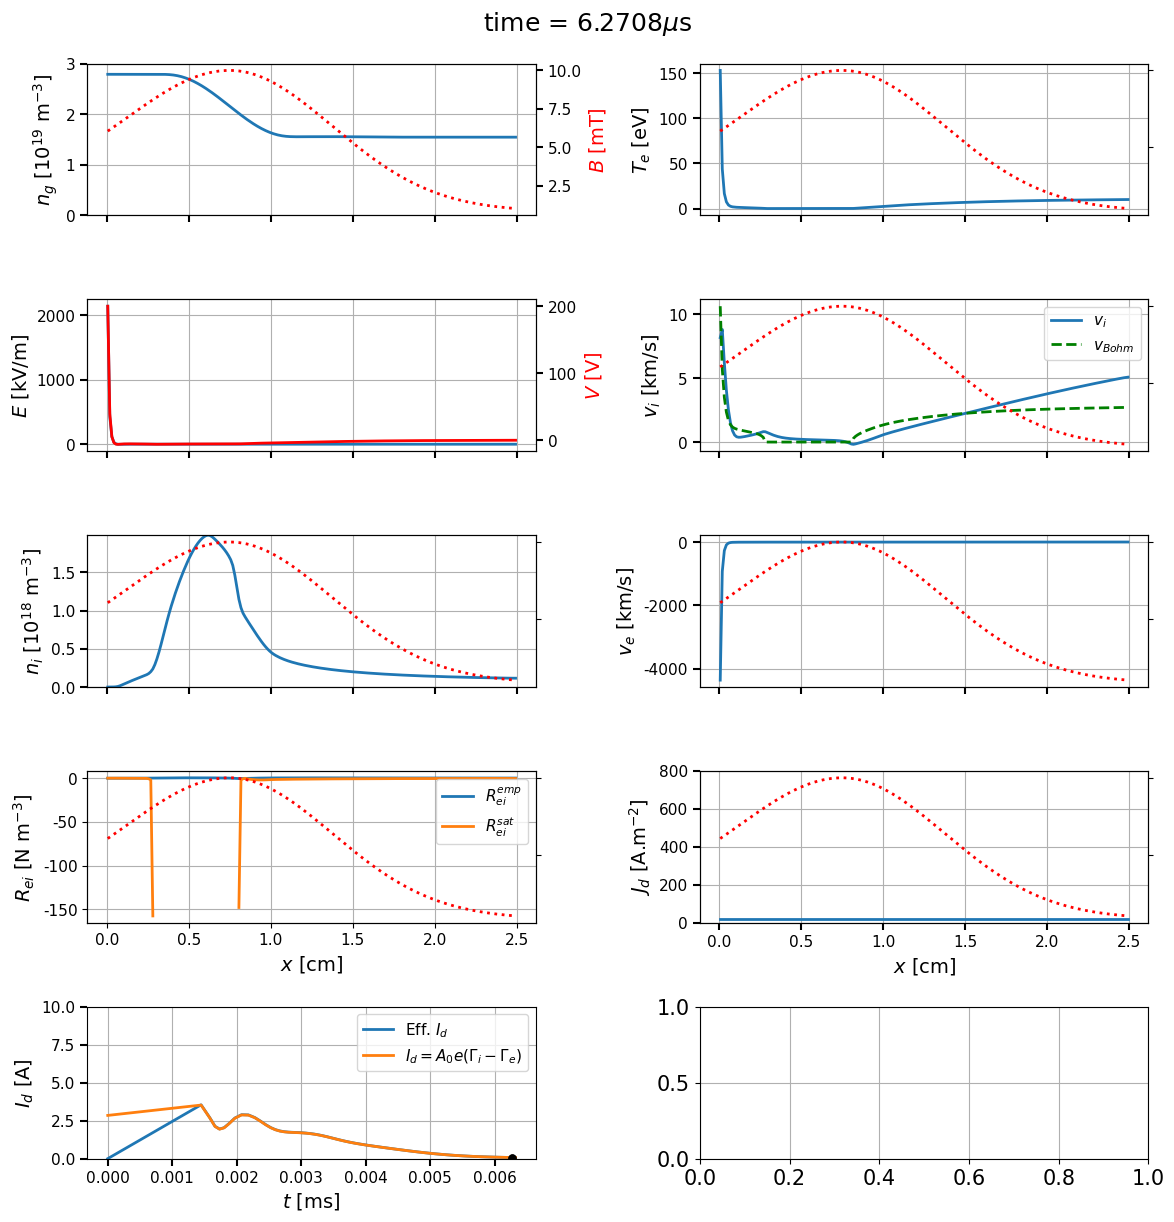 time = 6.2708μs
3
2
1
0
n_g [10^19 m^−3]
10.0
7.5
5.0
2.5
B [mT]
150
100
50
0
T_e [eV]
2000
1000
0
E [kV/m]
200
100
0
V [V]
10
5
0
v_i [km/s]
v_i
v_Bohm
1.5
1.0
0.5
0.0
n_i [10^18 m^−3]
0
-2000
-4000
v_e [km/s]
0
-50
-100
-150
R_ei [N m^−3]
R_ei^emp
R_ei^sat
0.0 0.5 1.0 1.5 2.0 2.5
x [cm]
800
600
400
200
0
J_d [A.m^−2]
0.0 0.5 1.0 1.5 2.0 2.5
x [cm]
10.0
7.5
5.0
2.5
0.0
I_d [A]
Eff. I_d
I_d = A_0e(Γ_i − Γ_e)
0.000 0.001 0.002 0.003 0.004 0.005 0.006
t [ms]
1.0
0.5
0.0
0.0 0.2 0.4 0.6 0.8 1.0